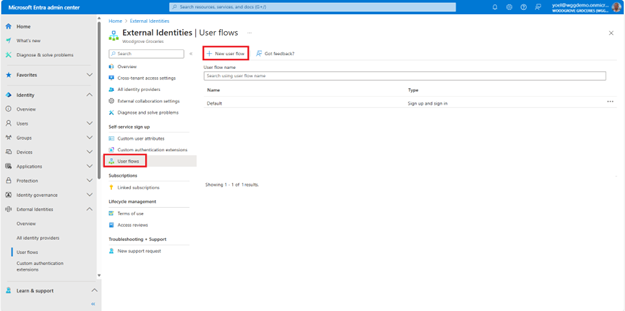 Microsoft Entra admin center
Search resources, services, and docs (G+/)
Home
What's new
Diagnose & solve problems
Favorites
Identity
Overview
Users
Groups
Devices
Applications
Protection
Identity governance
External Identities
Overview
All identity providers
User flows
Custom authentication extensions
Learn & support
Home > External Identities >
External Identities | User flows
Woodgrove Groceries
Search
Overview
Cross-tenant access settings
All identity providers
External collaboration settings
Diagnose and solve problems
Self-service sign up
Custom user attributes
Custom authentication extensions
User flows
Subscriptions
Linked subscriptions
Lifecycle management
Terms of use
Access reviews
Troubleshooting + Support
New support request
+ New user flow
Got feedback?
User flow name
Search using user flow name
Name Type
Default Sign up and sign in
Showing 1 - 1 of 1 results.